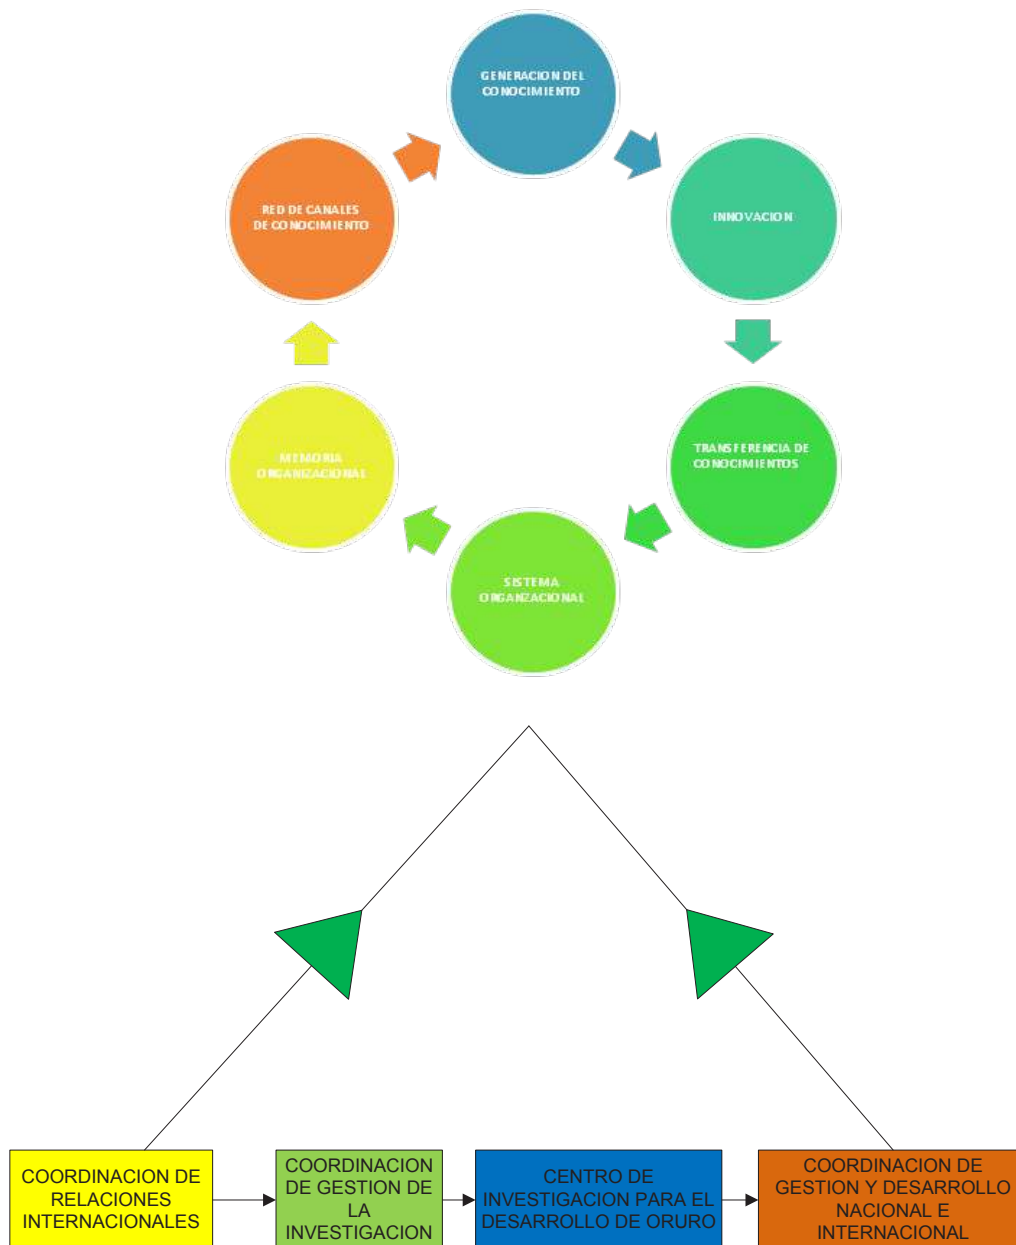 GENERACION DEL
CONOCIMIENTO
RED DE CANALES
DE CONOCIMIENTO
INNOVACION
MEMORIA
ORGANIZACIONAL
TRANSFERENCIA DE
CONOCIMIENTOS
SISTEMA
ORGANZACIONAL
COORDINACION DE
RELACIONES
INTERNACIONALES
COORDINACION
DE GESTION DE
LA
INVESTIGACION
CENTRO DE
INVESTIGACION PARA EL
DESARROLLO DE ORURO
COORDINACION DE
GESTION Y DESARROLLO
NACIONAL E
INTERNACIONAL